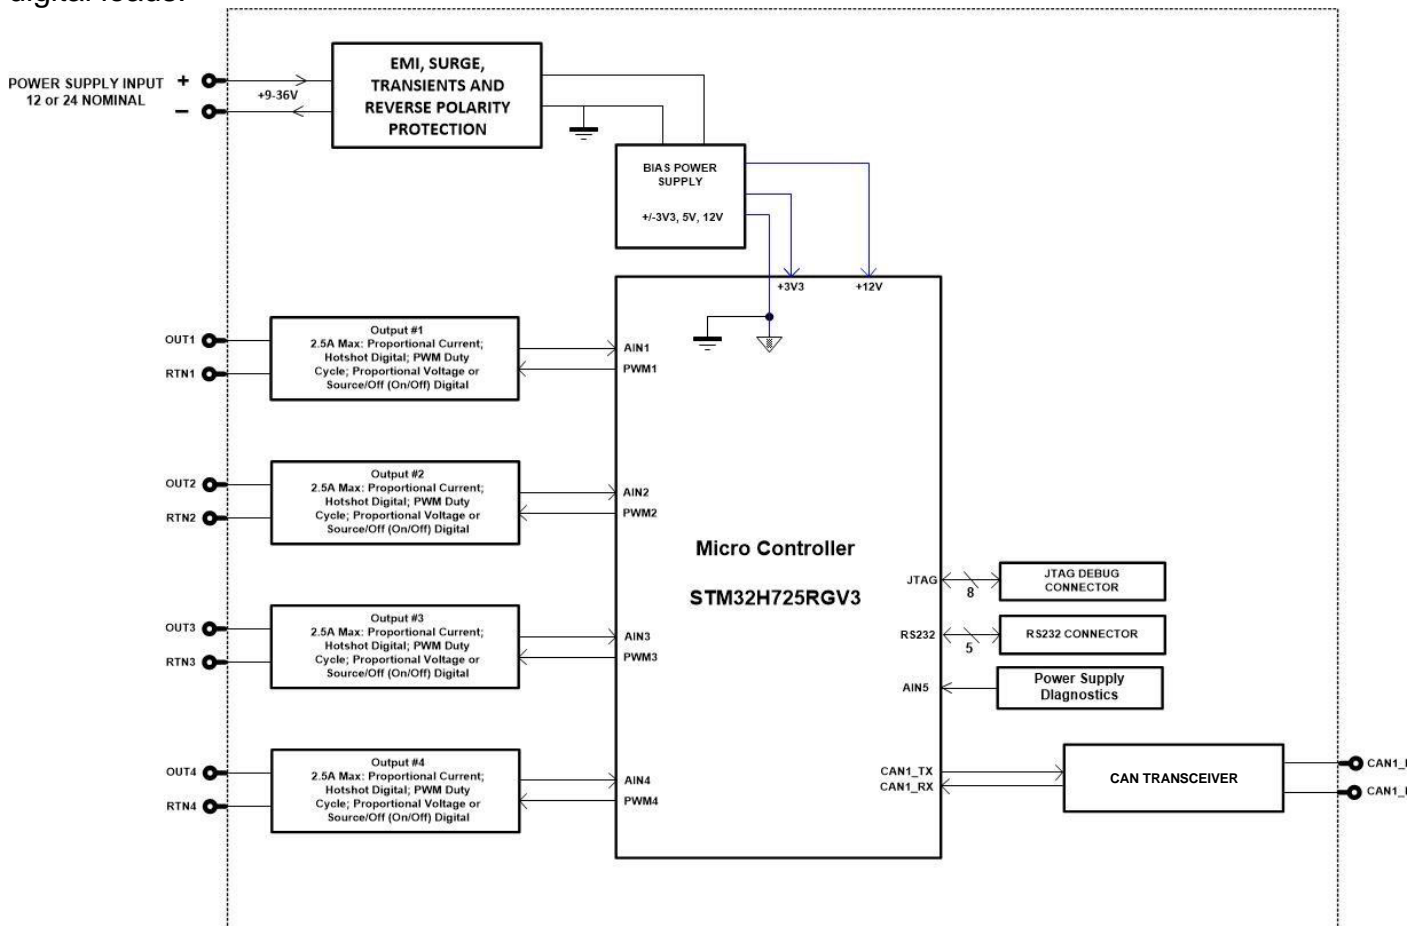 digital loads.
POWER SUPPLY INPUT
12 or 24 NOMINAL
+
−
+9-36V
EMI, SURGE,
TRANSIENTS AND
REVERSE POLARITY
PROTECTION
BIAS POWER
SUPPLY
+/-3V3, 5V, 12V
+3V3
+12V
OUT1
RTN1
Output #1
2.5A Max: Proportional Current;
Hotshot Digital; PWM Duty
Cycle; Proportional Voltage or
Source/Off (On/Off) Digital
AIN1
PWM1
OUT2
RTN2
Output #2
2.5A Max: Proportional Current;
Hotshot Digital; PWM Duty
Cycle; Proportional Voltage or
Source/Off (On/Off) Digital
AIN2
PWM2
OUT3
RTN3
Output #3
2.5A Max: Proportional Current;
Hotshot Digital; PWM Duty
Cycle; Proportional Voltage or
Source/Off (On/Off) Digital
AIN3
PWM3
OUT4
RTN4
Output #4
2.5A Max: Proportional Current;
Hotshot Digital; PWM Duty
Cycle; Proportional Voltage or
Source/Off (On/Off) Digital
AIN4
PWM4
Micro Controller
STM32H725RGV3
JTAG
8
JTAG DEBUG
CONNECTOR
RS232
5
RS232 CONNECTOR
AIN5
Power Supply
Diagnostics
CAN1_TX
CAN1_RX
CAN TRANSCEIVER